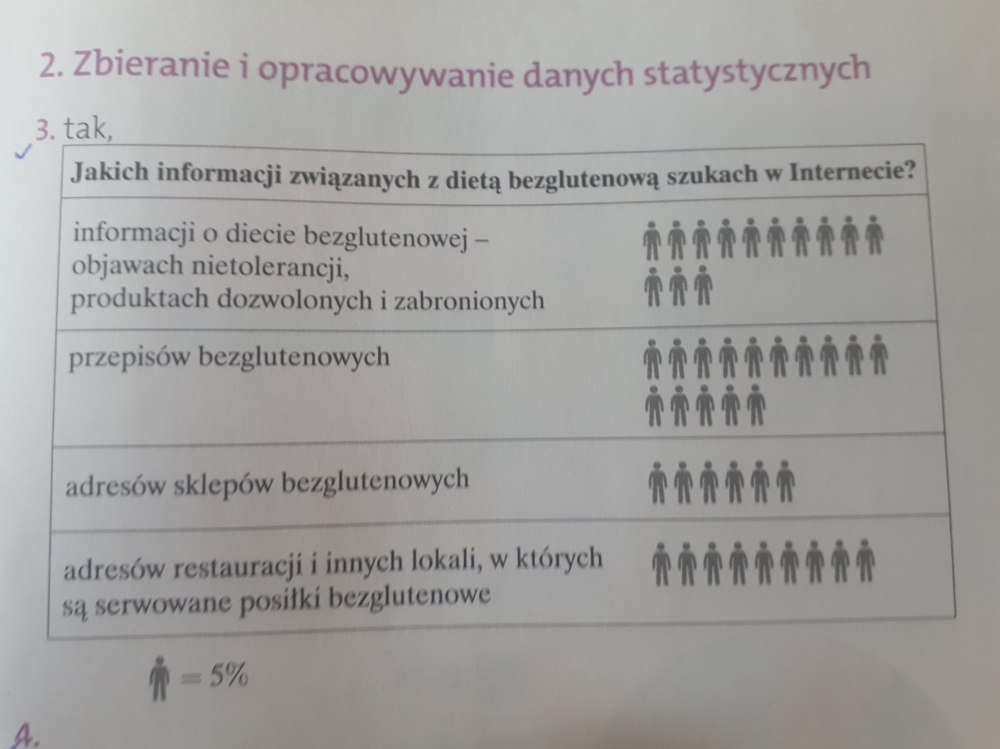 2. Zbieranie i opracowywanie danych statystycznych
3. tak,
Jakich informacji związanych z dietą bezglutenową szukach w Internecie?
informacji o diecie bezglutenowej –
objawach nietolerancji,
produktach dozwolonych i zabronionych
przepisów bezglutenowych
adresów sklepów bezglutenowych
adresów restauracji i innych lokali, w których
są serwowane posiłki bezglutenowe
= 5%
4.